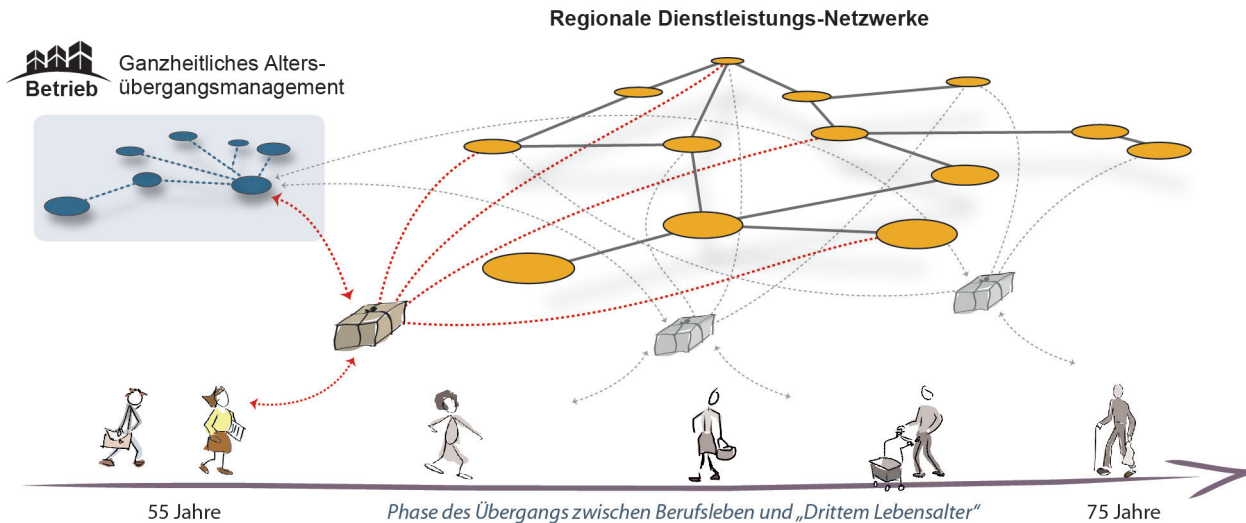 Regionale Dienstleistungs-Netzwerke
Betrieb
Ganzheitliches Alters-
übergangsmanagement
55 Jahre
Phase des Übergangs zwischen Berufsleben und „Drittem Lebensalter“
75 Jahre